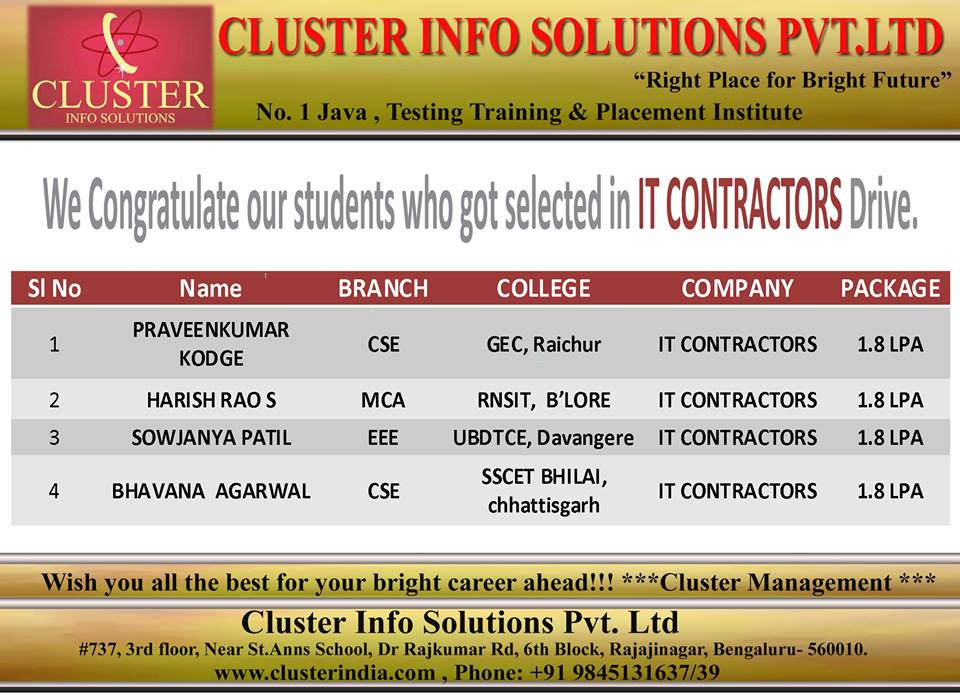 CLUSTER
INFO SOLUTIONS
CLUSTER INFO SOLUTIONS PVT.LTD
“Right Place for Bright Future”
No. 1 Java , Testing Training & Placement Institute
We Congratulate our students who got selected in IT CONTRACTORS Drive.
Sl No Name BRANCH COLLEGE COMPANY PACKAGE
1 PRAVEENKUMAR KODGE CSE GEC, Raichur IT CONTRACTORS 1.8 LPA
2 HARISH RAO S MCA RNSIT, B’LORE IT CONTRACTORS 1.8 LPA
3 SOWJANYA PATIL EEE UBDTCE, Davangere IT CONTRACTORS 1.8 LPA
4 BHAVANA AGARWAL CSE SSCET BHILAI, chhattisgarh IT CONTRACTORS 1.8 LPA
Wish you all the best for your bright career ahead!!! ***Cluster Management ***
Cluster Info Solutions Pvt. Ltd
#737, 3rd floor, Near St.Anns School, Dr Rajkumar Rd, 6th Block, Rajajinagar, Bengaluru- 560010.
www.clusterindia.com , Phone: +91 9845131637/39